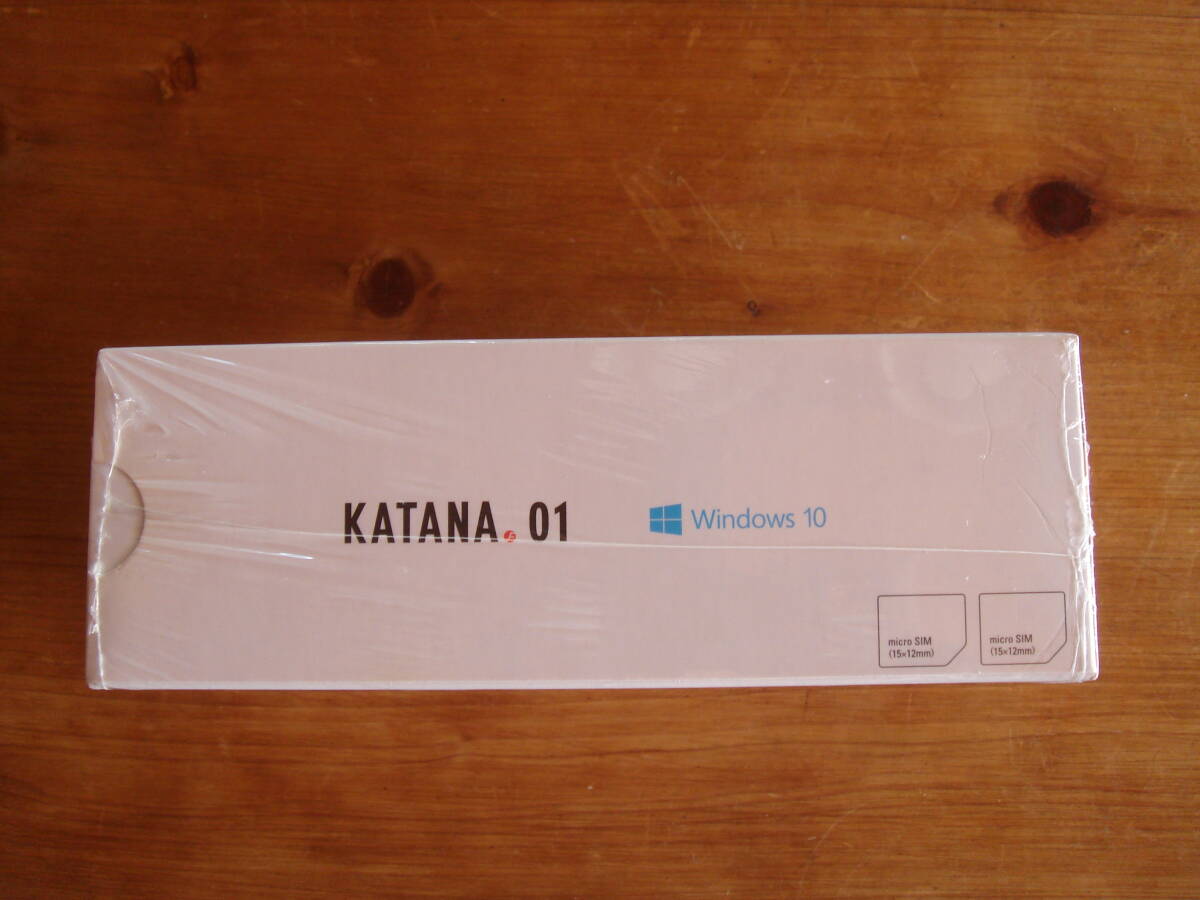 KATANA. 01
Windows 10
micro SIM
(15×12mm)
micro SIM
(15×12mm)